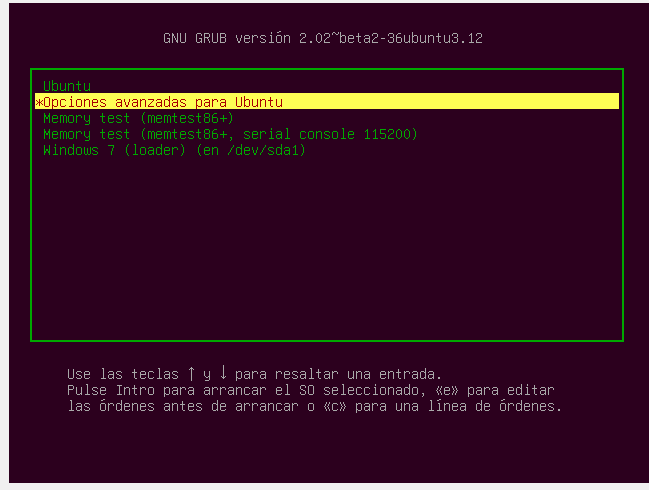 GNU GRUB versión 2.02~beta2-36ubuntu3.12
Ubuntu
*Opciones avanzadas para Ubuntu
Memory test (memtest86+)
Memory test (memtest86+, serial console 115200)
Windows 7 (loader) (en /dev/sda1)
Use las teclas ↑ y ↓ para resaltar una entrada.
Pulse Intro para arrancar el SO seleccionado, «e» para editar
las órdenes antes de arrancar o «c» para una línea de órdenes.